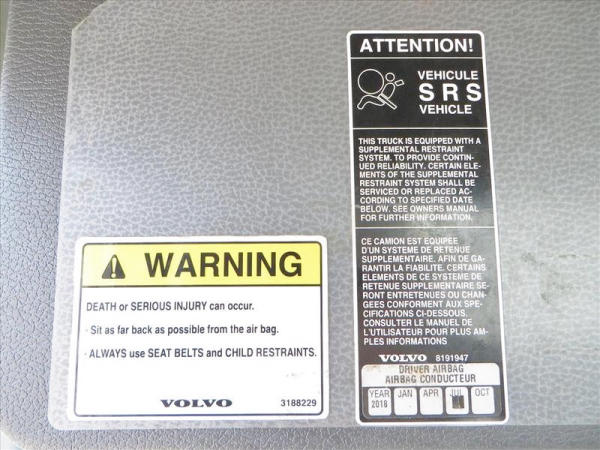 WARNING
DEATH or SERIOUS INJURY can occur.
· Sit as far back as possible from the air bag.
· ALWAYS use SEAT BELTS and CHILD RESTRAINTS.
VOLVO 3188229
ATTENTION!
VEHICULE
SRS
VEHICLE
THIS TRUCK IS EQUIPPED WITH A
SUPPLEMENTAL RESTRAINT
SYSTEM. TO PROVIDE CONTIN-
UED RELIABILITY. CERTAIN ELE-
MENTS OF THE SUPPLEMENTAL
RESTRAINT SYSTEM SHALL BE
SERVICED OR REPLACED AC-
CORDING TO SPECIFIED DATE
BELOW. SEE OWNERS MANUAL
FOR FURTHER INFORMATION.
CE CAMION EST EQUIPEE
D'UN SYSTEME DE RETENUE
SUPPLEMENTAIRE. AFIN DE GA-
RANTIR LA FIABILITE. CERTAINS
ELEMENTS DE CE SYSTEME DE
RETENUE SUPPLEMENTAIRE SE-
RONT ENTRETENUES OU CHAN-
GEES CONFORMENT AUX SPE-
CIFICATIONS CI-DESSOUS.
CONSULTER LE MANUEL DE
L'UTILISATEUR POUR PLUS AM-
PLES INFORMATIONS
VOLVO 8191947
DRIVER AIRBAG
AIRBAG CONDUCTEUR
YEAR JAN APR JUL OCT
2018